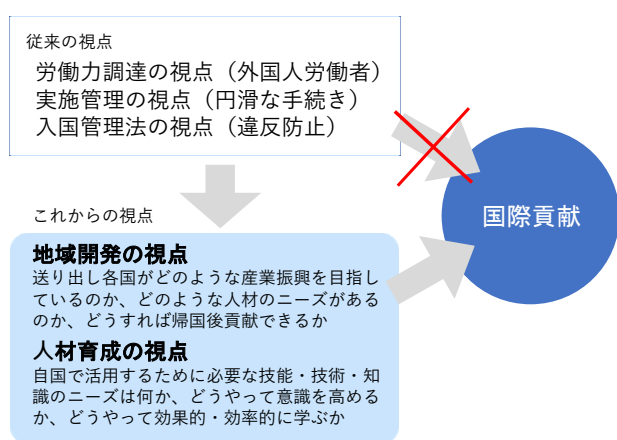 従来の視点
労働力調達の視点（外国人労働者）
実施管理の視点（円滑な手続き）
入国管理法の視点（違反防止）
国際貢献
これからの視点
地域開発の視点
送り出し各国がどのような産業振興を目指し
ているのか、どのような人材のニーズがある
のか、どうすれば帰国後貢献できるか
人材育成の視点
自国で活用するために必要な技能・技術・知
識のニーズは何か、どうやって意識を高める
か、どうやって効果的・効率的に学ぶか